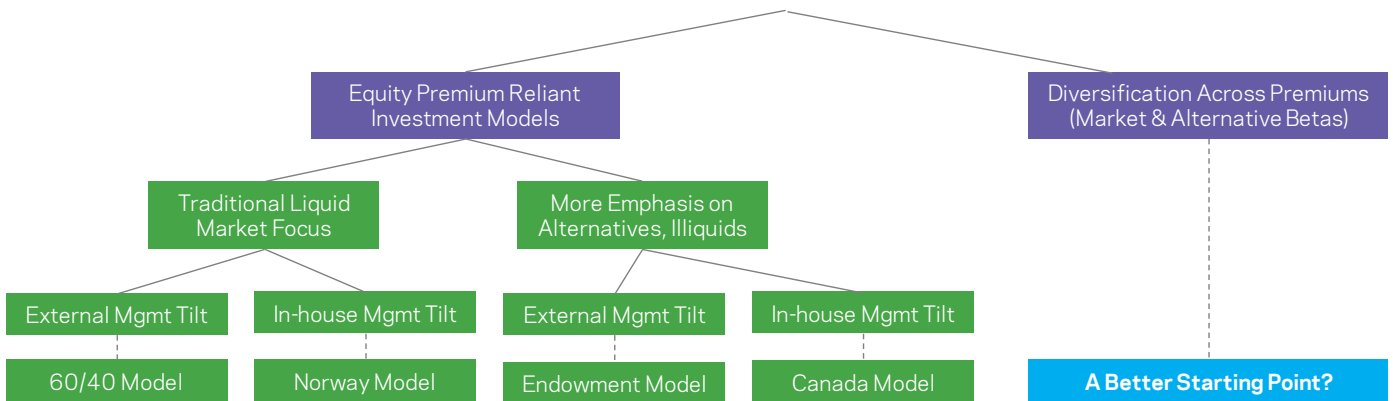 Equity Premium Reliant
Investment Models
Diversification Across Premiums
(Market & Alternative Betas)
Traditional Liquid
Market Focus
More Emphasis on
Alternatives, Illiquids
External Mgmt Tilt
In-house Mgmt Tilt
External Mgmt Tilt
In-house Mgmt Tilt
60/40 Model
Norway Model
Endowment Model
Canada Model
A Better Starting Point?